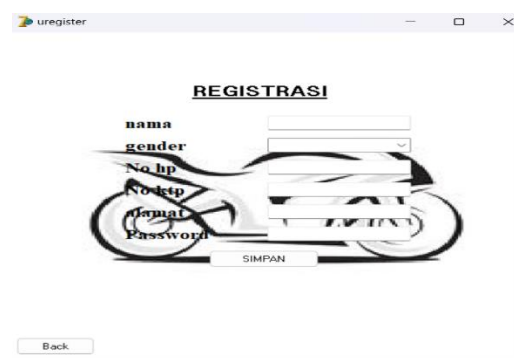 uregister
REGISTRASI
nama
gender
No hp
No ktp
alamat
Password
SIMPAN
Back